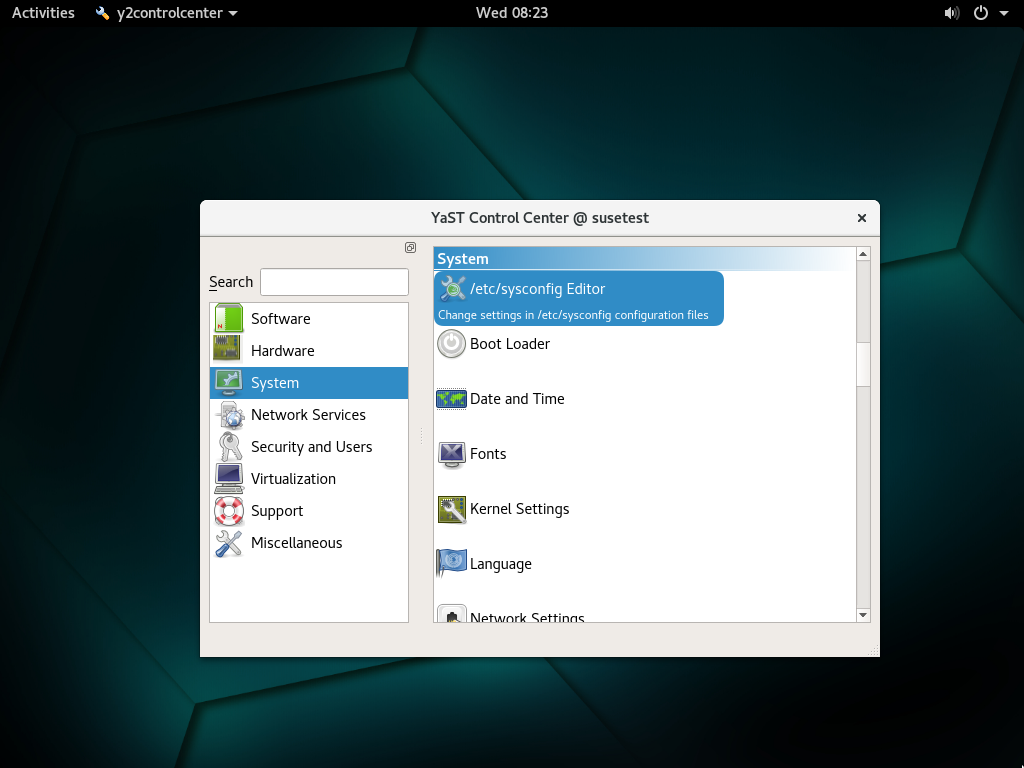 Activities
y2controlcenter
Wed 08:23
YaST Control Center @ susetest
Search
Software
Hardware
System
Network Services
Security and Users
Virtualization
Support
Miscellaneous
System
/etc/sysconfig Editor
Change settings in /etc/sysconfig configuration files
Boot Loader
Date and Time
Fonts
Kernel Settings
Language
Network Settings